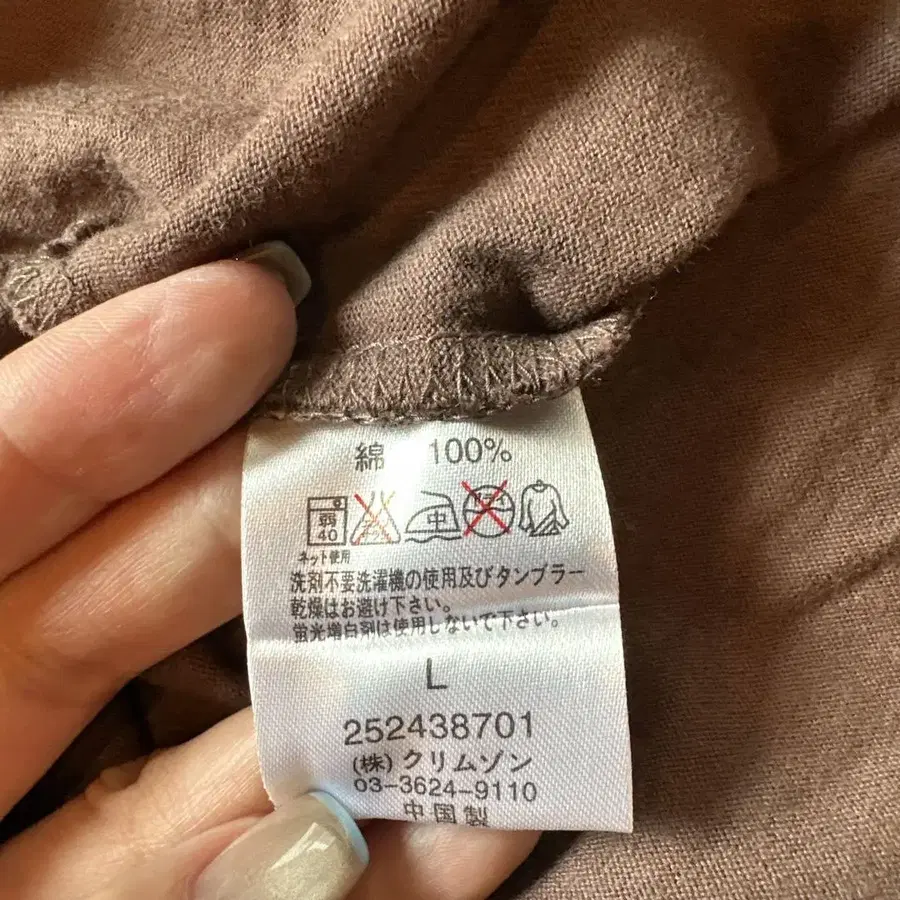 綿 100%
弱
40
中
ネット使用
洗剤不要洗濯機の使用及びタンブラー
乾燥はお避け下さい。
蛍光増白剤は使用しないで下さい。
L
252438701
(株) クリムゾン
03-3624-9110
中国製